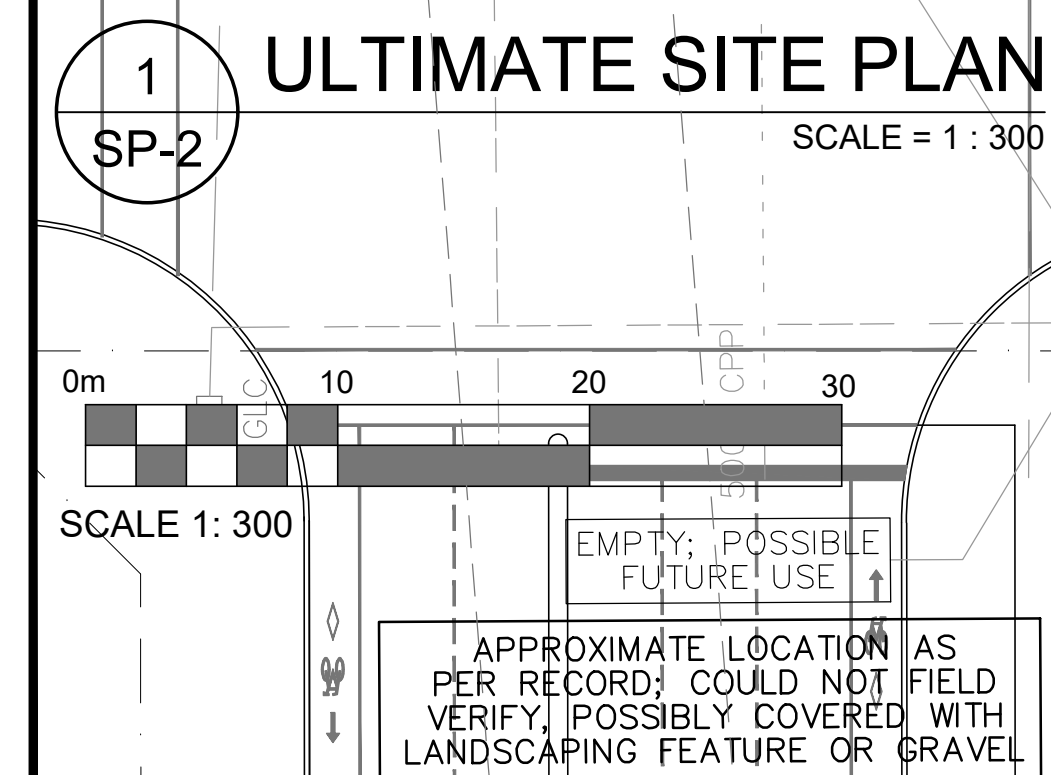 1
ULTIMATE SITE PLAN
SP-2
SCALE = 1 : 300
0m 10 20 30
GLC
500 CPP
SCALE 1: 300
EMPTY; POSSIBLE
FUTURE USE
APPROXIMATE LOCATION AS
PER RECORD; COULD NOT FIELD
VERIFY, POSSIBLY COVERED WITH
LANDSCAPING FEATURE OR GRAVEL